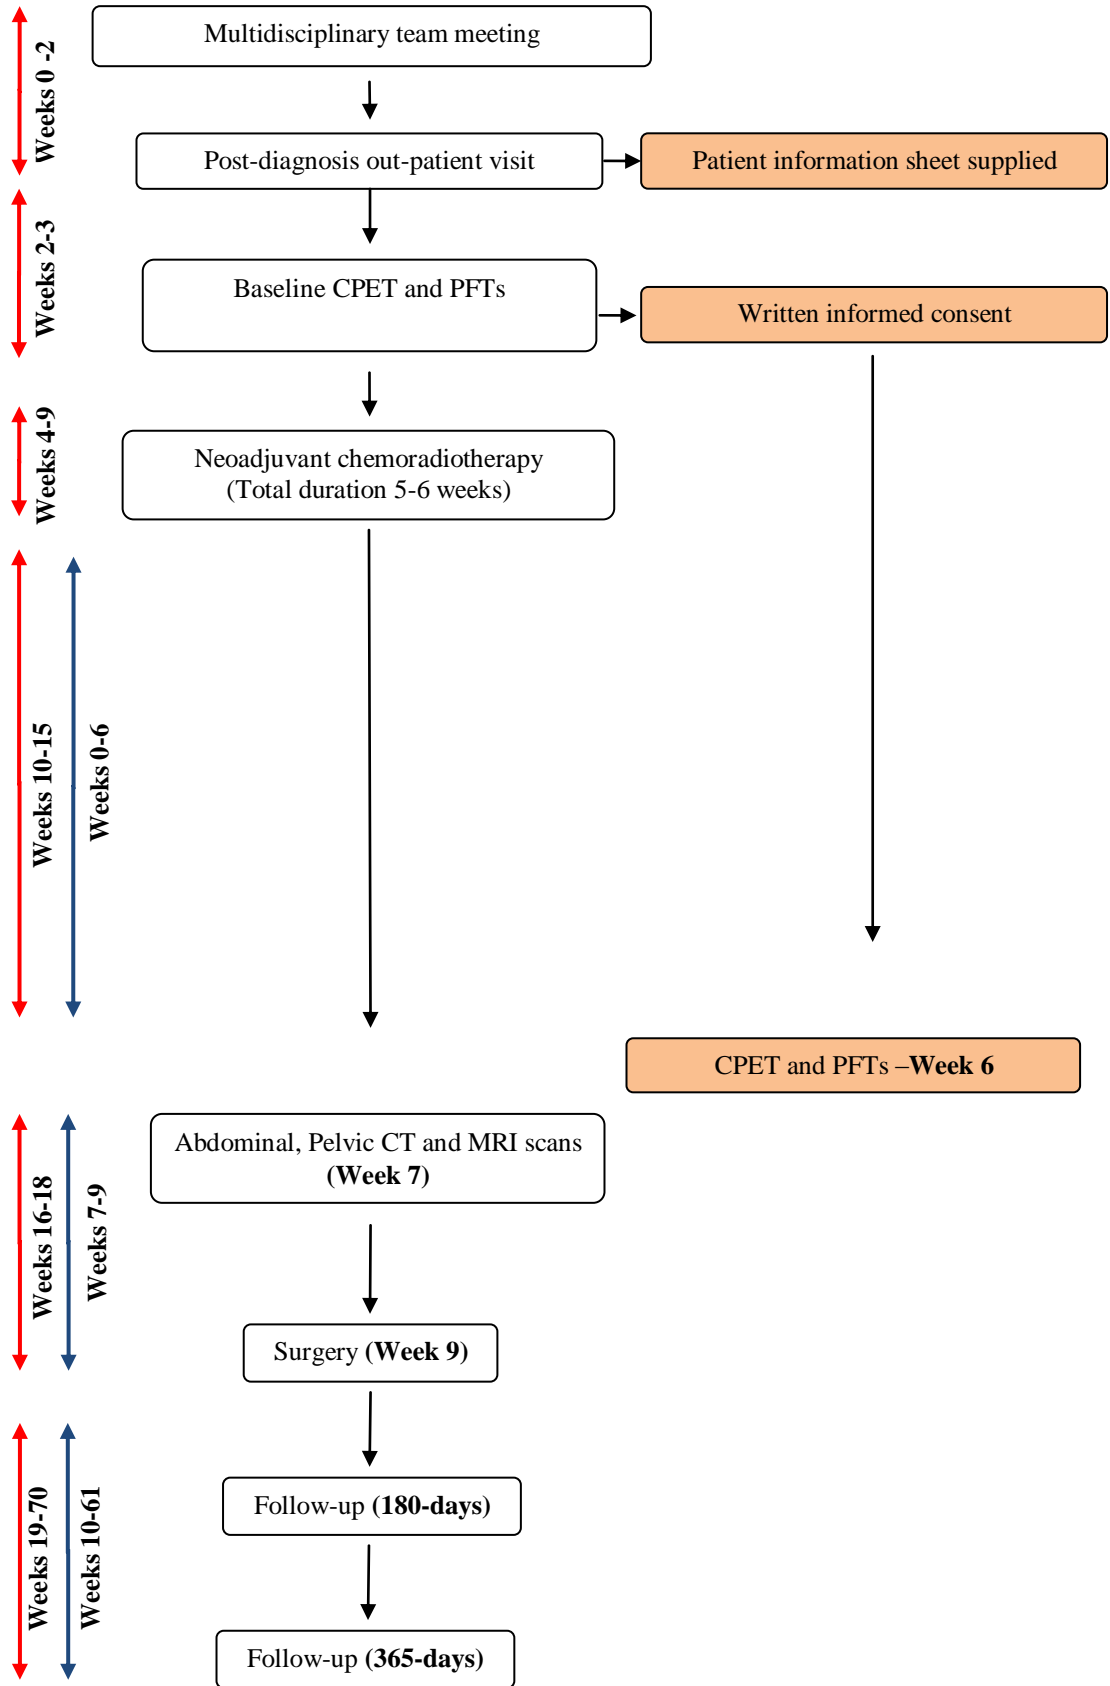 Multidisciplinary team meeting
Weeks 0 -2
Post-diagnosis out-patient visit
Patient information sheet supplied
Weeks 2-3
Baseline CPET and PFTs
Written informed consent
Weeks 4-9
Neoadjuvant chemoradiotherapy
(Total duration 5-6 weeks)
Weeks 10-15
Weeks 0-6
CPET and PFTs –Week 6
Weeks 16-18
Weeks 7-9
Abdominal, Pelvic CT and MRI scans
(Week 7)
Surgery (Week 9)
Weeks 19-70
Weeks 10-61
Follow-up (180-days)
Follow-up (365-days)